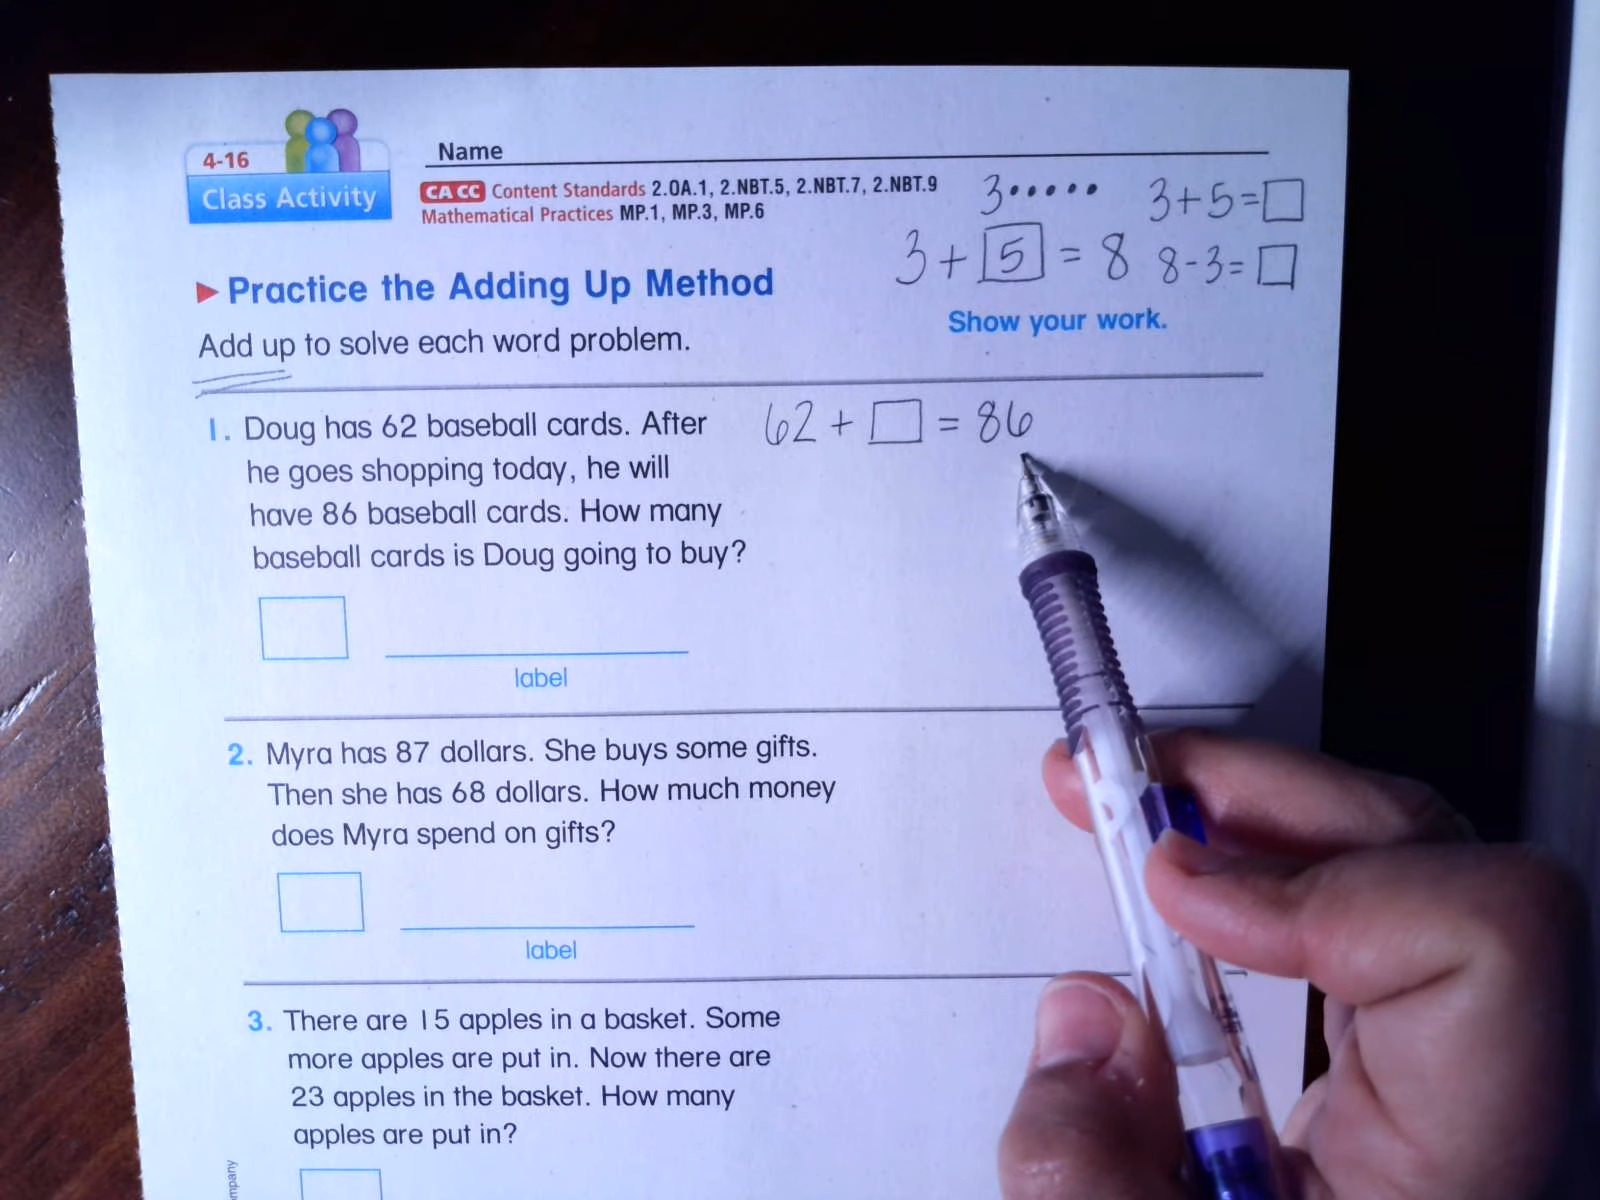 4-16
Class Activity
Name
CA CC Content Standards 2.OA.1, 2.NBT.5, 2.NBT.7, 2.NBT.9
Mathematical Practices MP.1, MP.3, MP.6
3••••• 3+5=□
3+5=8 8-3=□
Practice the Adding Up Method
Show your work.
Add up to solve each word problem.
1. Doug has 62 baseball cards. After
he goes shopping today, he will
have 86 baseball cards. How many
baseball cards is Doug going to buy?
62+□=86
label
2. Myra has 87 dollars. She buys some gifts.
Then she has 68 dollars. How much money
does Myra spend on gifts?
label
3. There are 15 apples in a basket. Some
more apples are put in. Now there are
23 apples in the basket. How many
apples are put in?